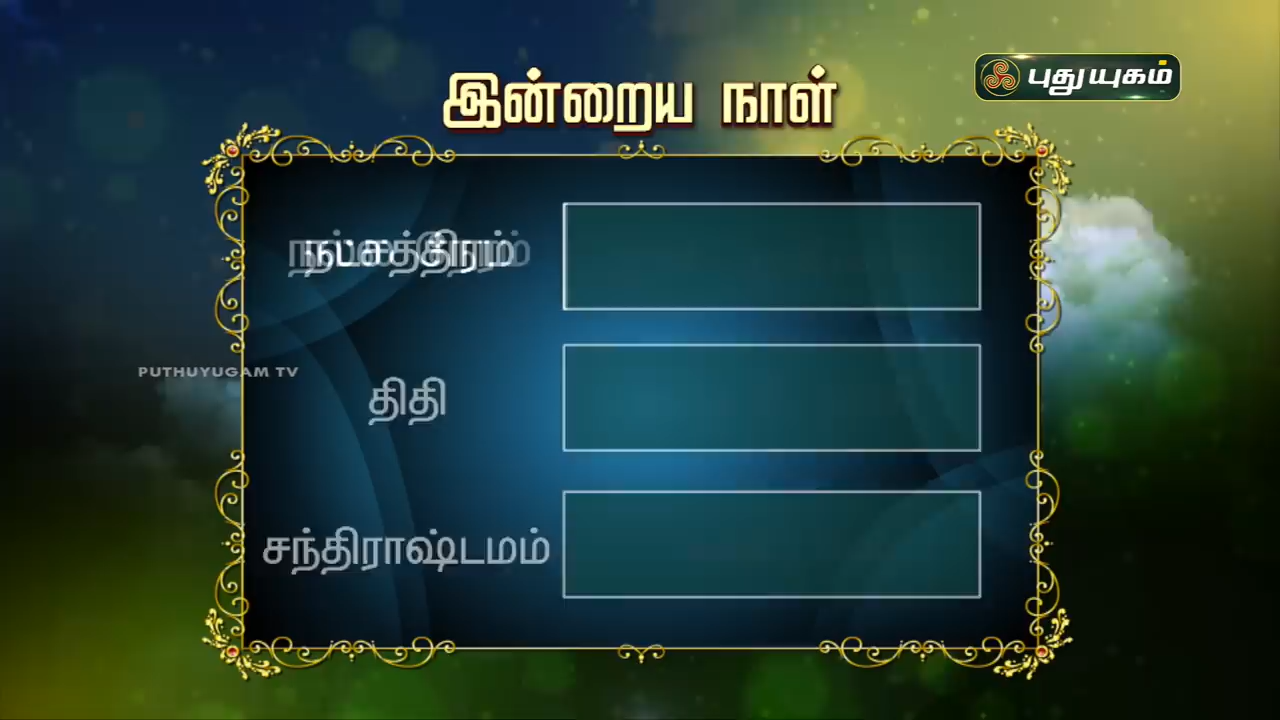 இன்றைய நாள்
புதுயுகம்
நட்சத்திரம்
PUTHUYUGAM TV
திதி
சந்திராஷ்டமம்